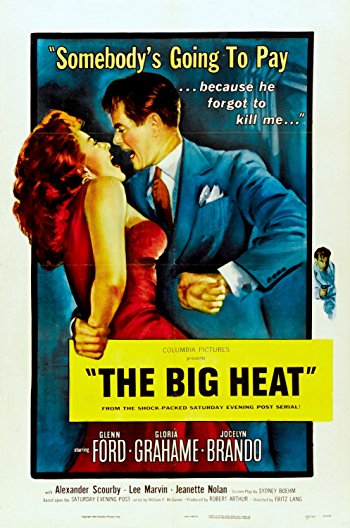 "Somebody's Going To Pay
...because he
forgot to
kill me..."
COLUMBIA PICTURES
presents
"THE BIG HEAT"
FROM THE SHOCK-PACKED SATURDAY EVENING POST SERIAL!
starring GLENN FORD · GLORIA GRAHAME · JOCELYN BRANDO
with Alexander Scourby · Lee Marvin · Jeanette Nolan · Screen Play by SYDNEY BOEHM
Based upon the SATURDAY EVENING POST serial by William P. McGivern · Produced by ROBERT ARTHUR · Directed by FRITZ LANG